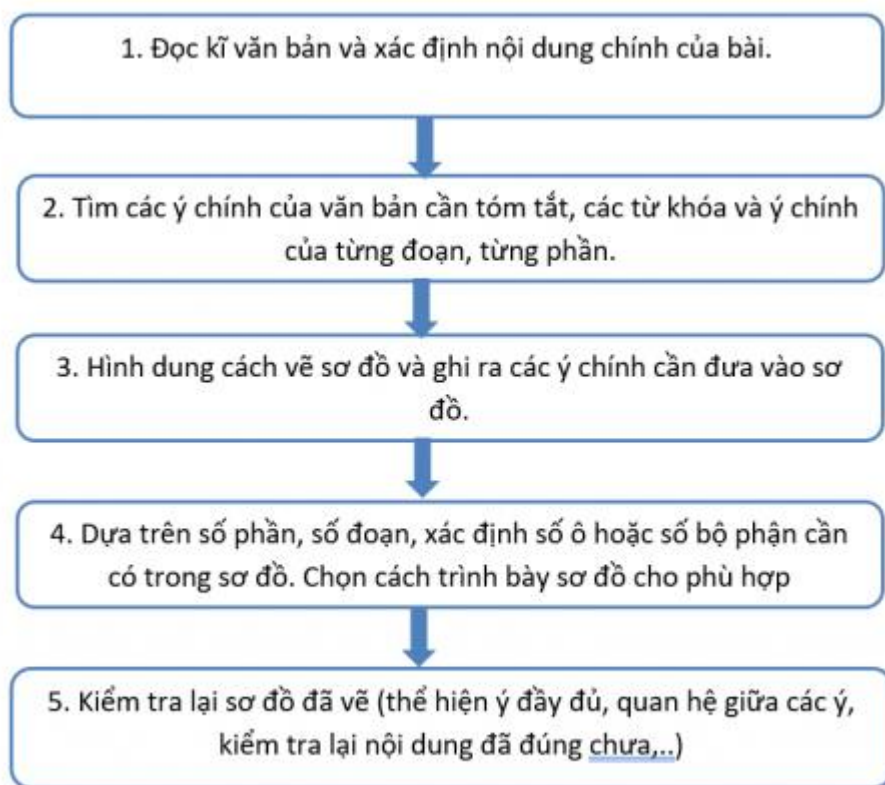 1. Đọc kĩ văn bản và xác định nội dung chính của bài.
2. Tìm các ý chính của văn bản cần tóm tắt, các từ khóa và ý chính
của từng đoạn, từng phần.
3. Hình dung cách vẽ sơ đồ và ghi ra các ý chính cần đưa vào sơ
đồ.
4. Dựa trên số phần, số đoạn, xác định số ô hoặc số bộ phận cần
có trong sơ đồ. Chọn cách trình bày sơ đồ cho phù hợp
5. Kiểm tra lại sơ đồ đã vẽ (thể hiện ý đầy đủ, quan hệ giữa các ý,
kiểm tra lại nội dung đã đúng chưa,..)